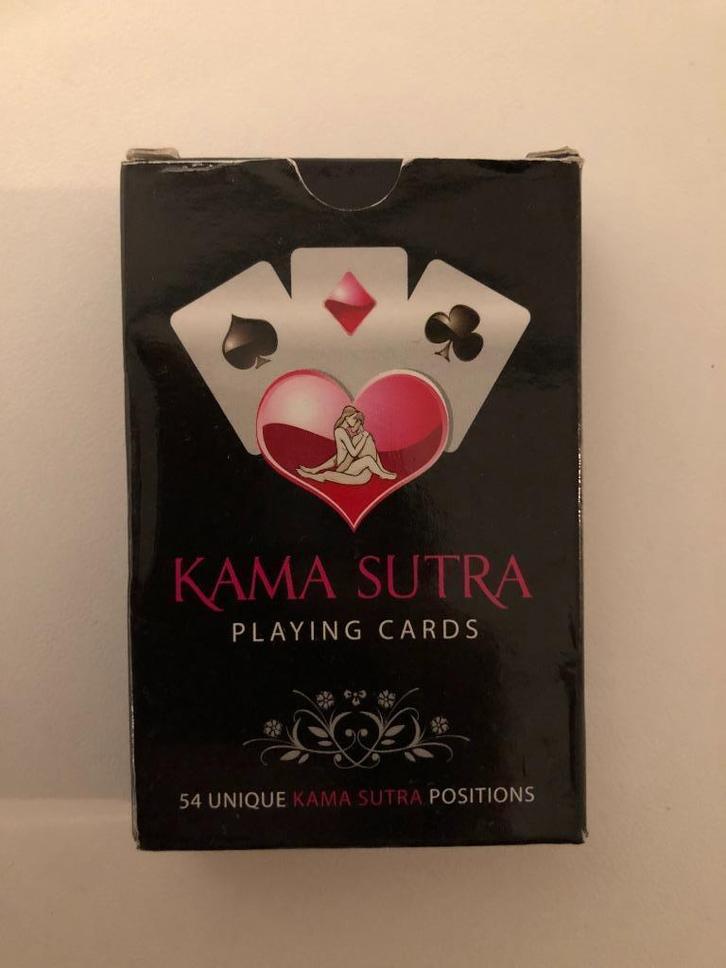 KAMA SUTRA
PLAYING CARDS
54 UNIQUE KAMA SUTRA POSITIONS